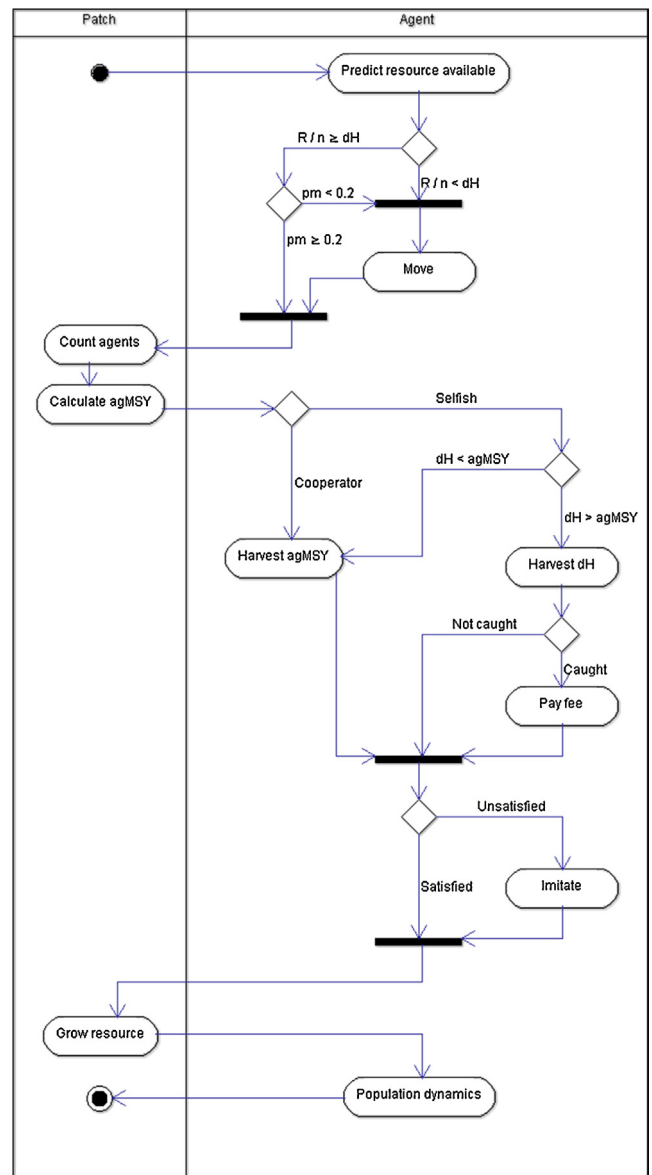 Patch
Agent
Predict resource available
R / n ≥ dH
R / n < dH
pm < 0.2
pm ≥ 0.2
Move
Count agents
Calculate agMSY
Selfish
dH < agMSY
Cooperator
dH > agMSY
Harvest agMSY
Harvest dH
Not caught
Caught
Pay fee
Unsatisfied
Satisfied
Imitate
Grow resource
Population dynamics